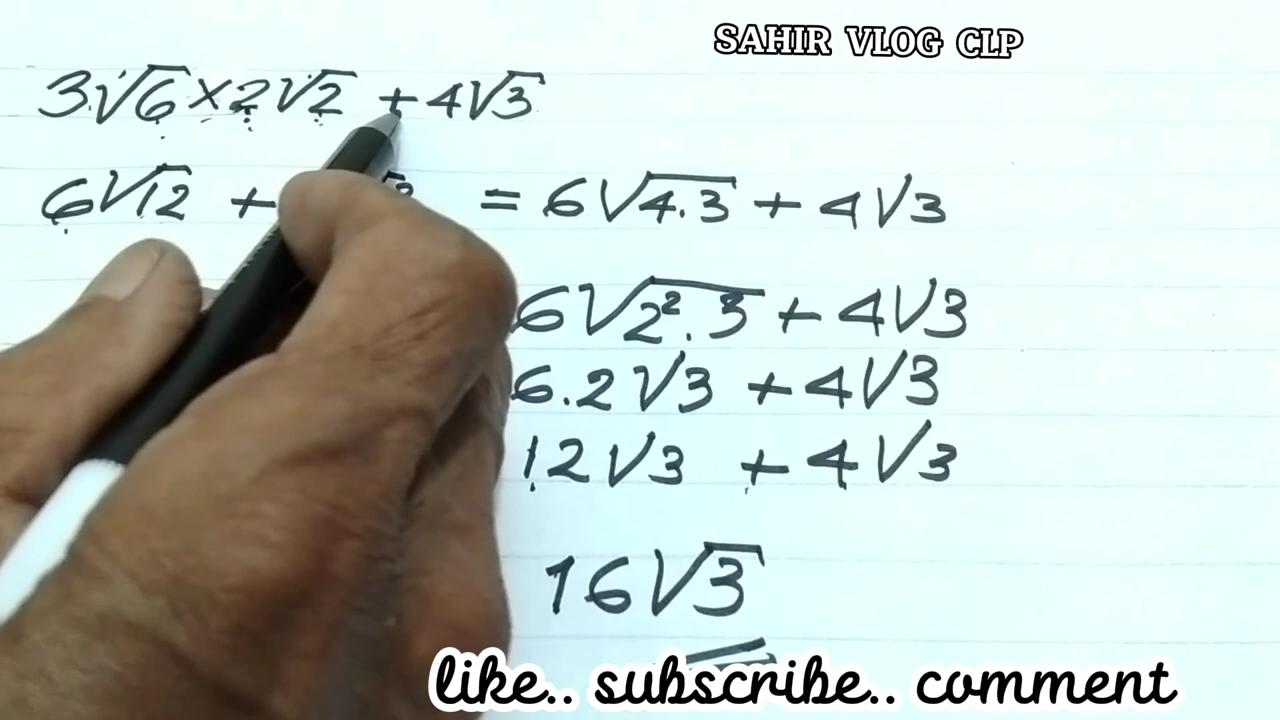 SAHIR VLOG CLP
3√6 × 2√2 + 4√3
6√12 + = 6√4.3 + 4√3
6√2².3 + 4√3
6.2√3 + 4√3
12√3 + 4√3
16√3
like.. subscribe.. comment